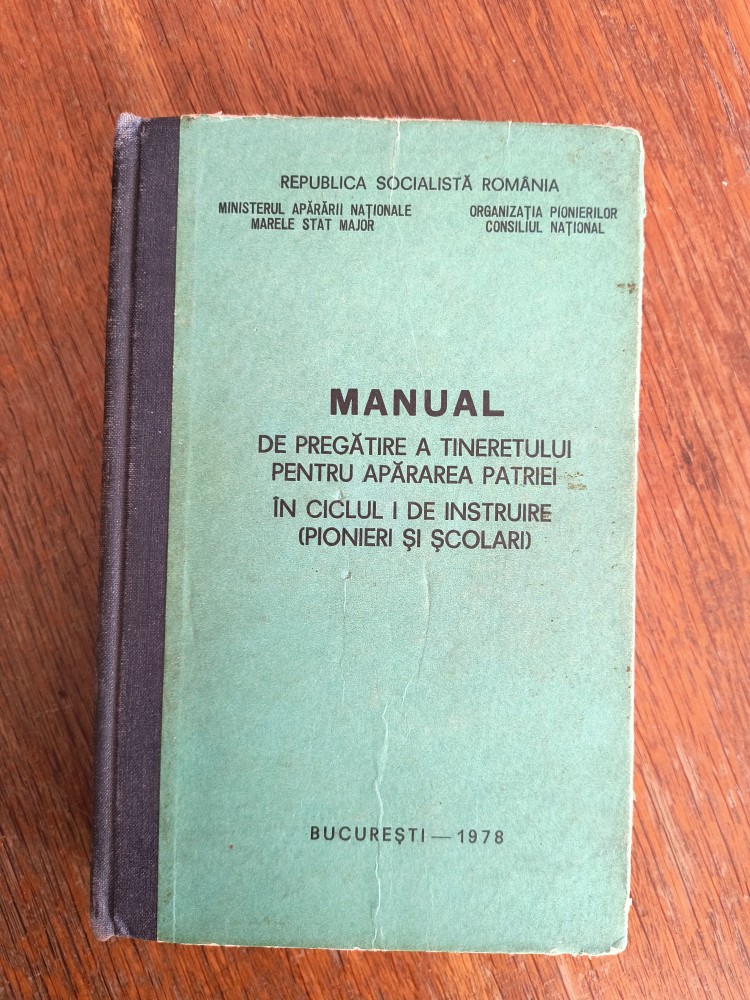 REPUBLICA SOCIALISTĂ ROMÂNIA
MINISTERUL APĂRĂRII NAȚIONALE
MARELE STAT MAJOR
ORGANIZAȚIA PIONIERILOR
CONSILIUL NAȚIONAL
MANUAL
DE PREGĂTIRE A TINERETULUI
PENTRU APĂRAREA PATRIEI
ÎN CICLUL I DE INSTRUIRE
(PIONIERI ȘI ȘCOLARI)
BUCUREȘTI — 1978